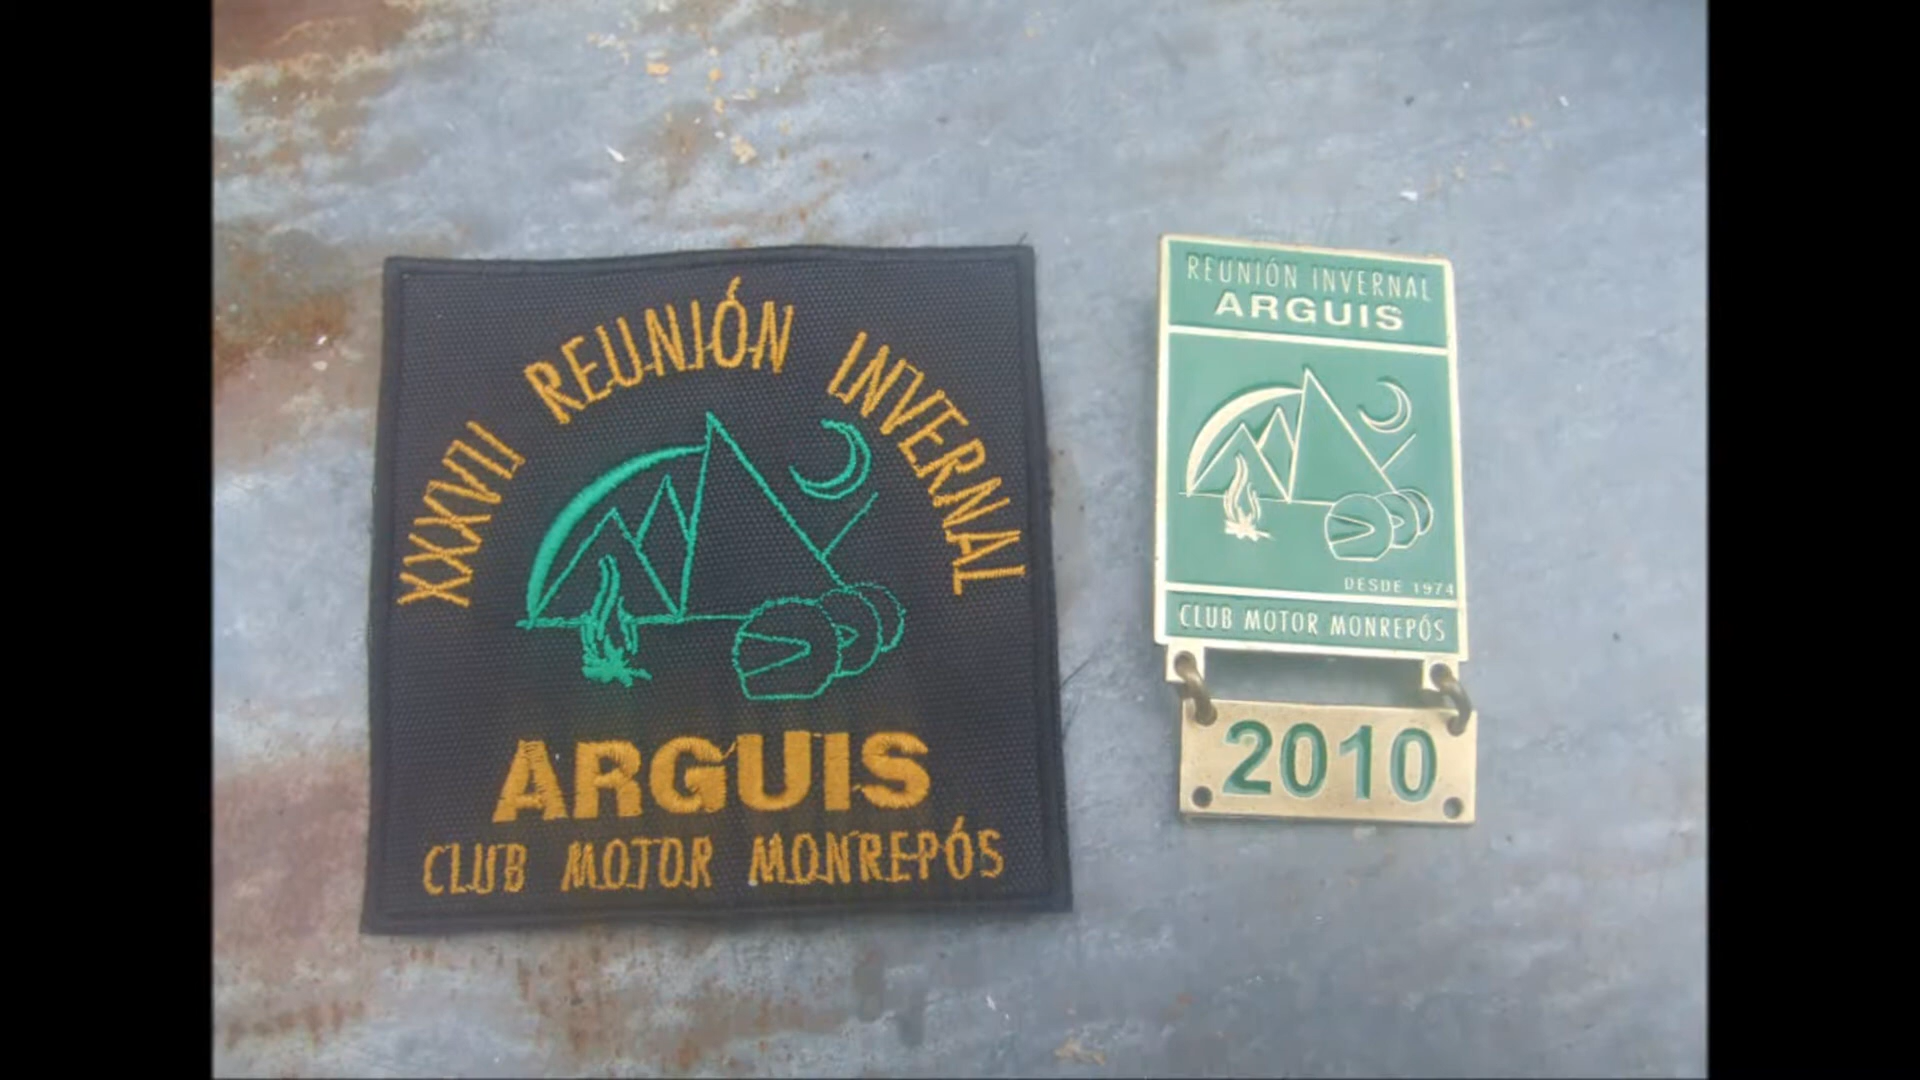 XXXVII REUNIÓN INVERNAL
ARGUIS
CLUB MOTOR MONREPÓS
REUNIÓN INVERNAL
ARGUIS
DESDE 1974
CLUB MOTOR MONREPÓS
2010